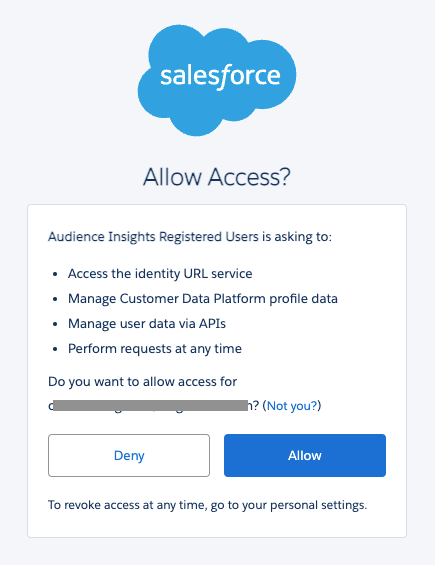 salesforce
Allow Access?
Audience Insights Registered Users is asking to:
• Access the identity URL service
• Manage Customer Data Platform profile data
• Manage user data via APIs
• Perform requests at any time
Do you want to allow access for
? (Not you?)
Deny
Allow
To revoke access at any time, go to your personal settings.